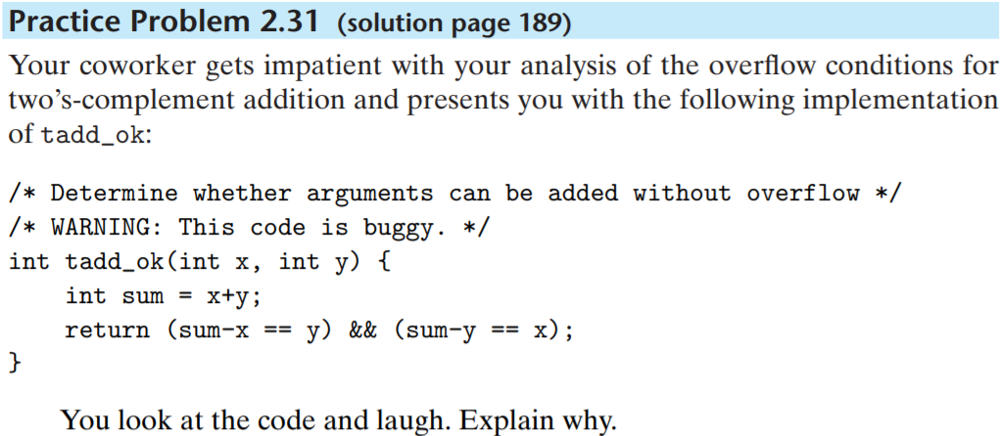 Practice Problem 2.31 (solution page 189)
Your coworker gets impatient with your analysis of the overflow conditions for
two’s-complement addition and presents you with the following implementation
of tadd_ok:
/* Determine whether arguments can be added without overflow */
/* WARNING: This code is buggy. */
int tadd_ok(int x, int y) {
    int sum = x+y;
    return (sum-x == y) && (sum-y == x);
}
You look at the code and laugh. Explain why.